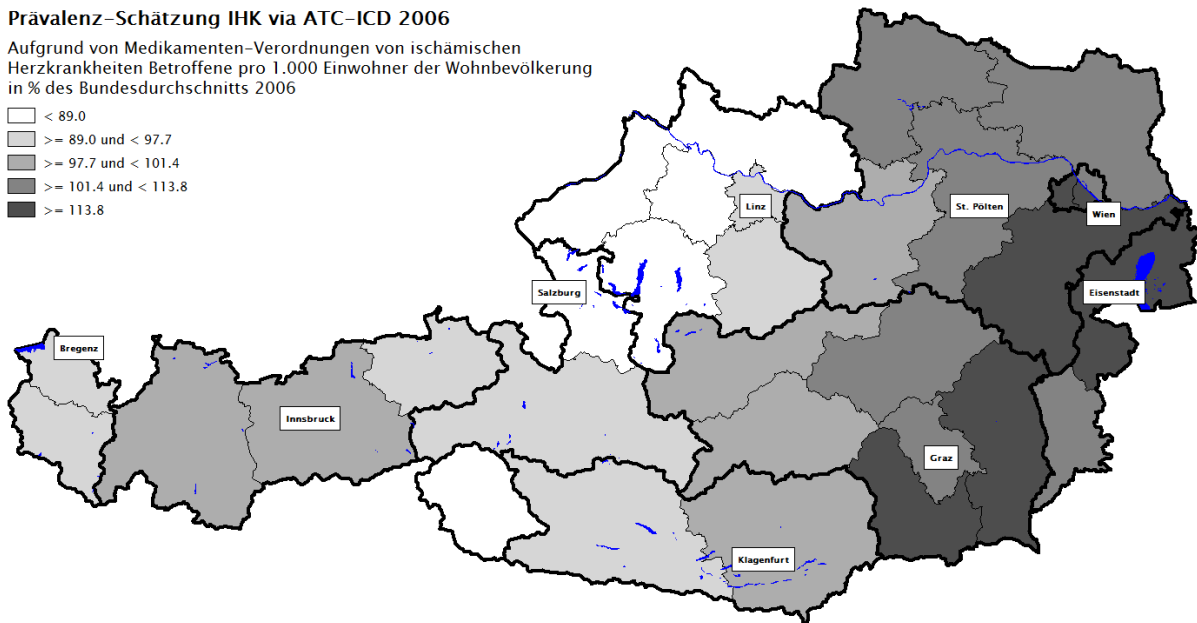 Prävalenz-Schätzung IHK via ATC-ICD 2006
Aufgrund von Medikamenten-Verordnungen von ischämischen
Herzkrankheiten Betroffene pro 1.000 Einwohner der Wohnbevölkerung
in % des Bundesdurchschnitts 2006
< 89.0
>= 89.0 und < 97.7
>= 97.7 und < 101.4
>= 101.4 und < 113.8
>= 113.8
Linz
St. Pölten
Wien
Salzburg
Eisenstadt
Bregenz
Innsbruck
Graz
Klagenfurt